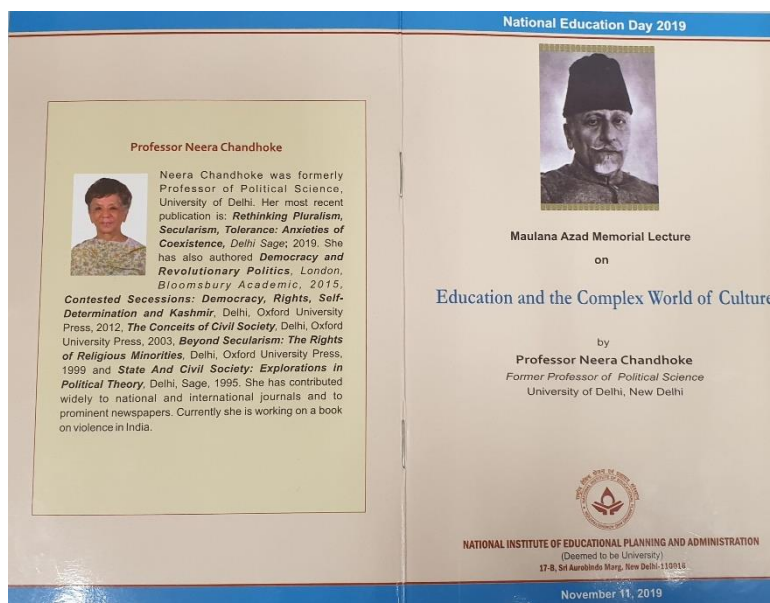 Professor Neera Chandhoke
Neera Chandhoke was formerly
Professor of Political Science,
University of Delhi. Her most recent
publication is: Rethinking Pluralism,
Secularism, Tolerance: Anxieties of
Coexistence, Delhi Sage; 2019. She
has also authored Democracy and
Revolutionary Politics, London,
Bloomsbury Academic, 2015,
Contested Secessions: Democracy, Rights, Self-
Determination and Kashmir, Delhi, Oxford University
Press, 2012, The Conceits of Civil Society, Delhi, Oxford
University Press, 2003, Beyond Secularism: The Rights
of Religious Minorities, Delhi, Oxford University Press,
1999 and State And Civil Society: Explorations in
Political Theory, Delhi, Sage, 1995. She has contributed
widely to national and international journals and to
prominent newspapers. Currently she is working on a book
on violence in India.
National Education Day 2019
Maulana Azad Memorial Lecture
on
Education and the Complex World of Culture
by
Professor Neera Chandhoke
Former Professor of Political Science
University of Delhi, New Delhi
NATIONAL INSTITUTE OF EDUCATIONAL PLANNING AND ADMINISTRATION
(Deemed to be University)
17-B, Sri Aurobindo Marg, New Delhi-110016
November 11, 2019